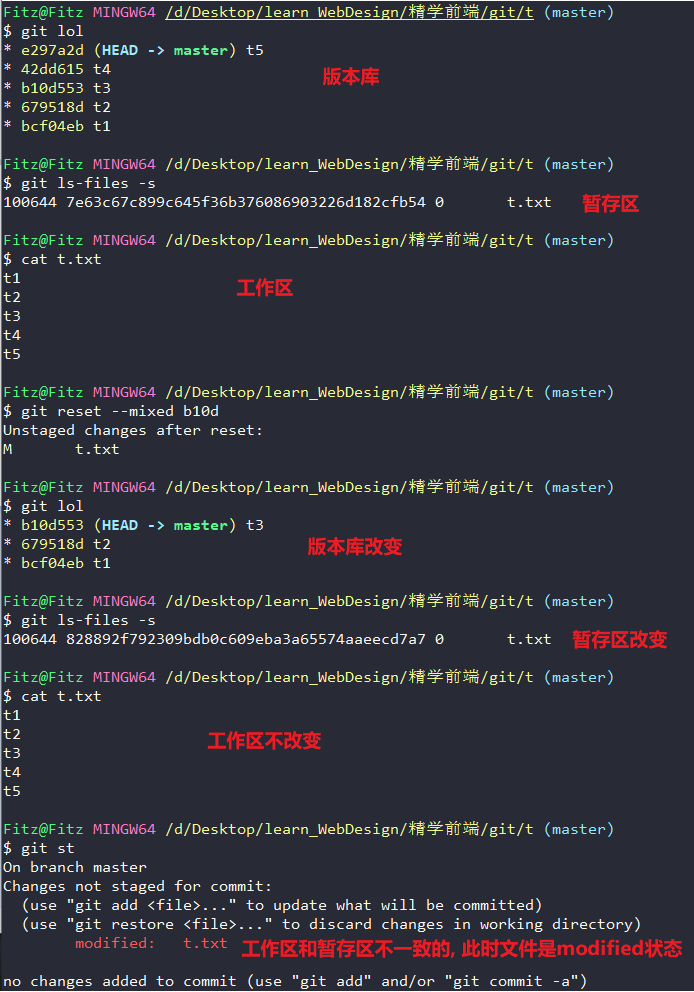 Fitz@Fitz MINGW64 /d/Desktop/learn_WebDesign/精学前端/git/t (master)
$ git lol
* e297a2d (HEAD -> master) t5
* 42dd615 t4
版本库
* b10d553 t3
* 679518d t2
* bcf04eb t1
Fitz@Fitz MINGW64 /d/Desktop/learn_WebDesign/精学前端/git/t (master)
$ git ls-files -s
100644 7e63c67c899c645f36b376086903226d182cfb54 0 t.txt 暂存区
Fitz@Fitz MINGW64 /d/Desktop/learn_WebDesign/精学前端/git/t (master)
$ cat t.txt
t1
工作区
t2
t3
t4
t5
Fitz@Fitz MINGW64 /d/Desktop/learn_WebDesign/精学前端/git/t (master)
$ git reset --mixed b10d
Unstaged changes after reset:
M t.txt
Fitz@Fitz MINGW64 /d/Desktop/learn_WebDesign/精学前端/git/t (master)
$ git lol
* b10d553 (HEAD -> master) t3
* 679518d t2
版本库改变
* bcf04eb t1
Fitz@Fitz MINGW64 /d/Desktop/learn_WebDesign/精学前端/git/t (master)
$ git ls-files -s
100644 828892f792309bdb0c609eba3a65574aaeecd7a7 0 t.txt 暂存区改变
Fitz@Fitz MINGW64 /d/Desktop/learn_WebDesign/精学前端/git/t (master)
$ cat t.txt
t1
t2
工作区不改变
t3
t4
t5
Fitz@Fitz MINGW64 /d/Desktop/learn_WebDesign/精学前端/git/t (master)
$ git st
On branch master
Changes not staged for commit:
(use "git add <file>..." to update what will be committed)
(use "git restore <file>..." to discard changes in working directory)
modified: t.txt 工作区和暂存区不一致的, 此时文件是modified状态
no changes added to commit (use "git add" and/or "git commit -a")